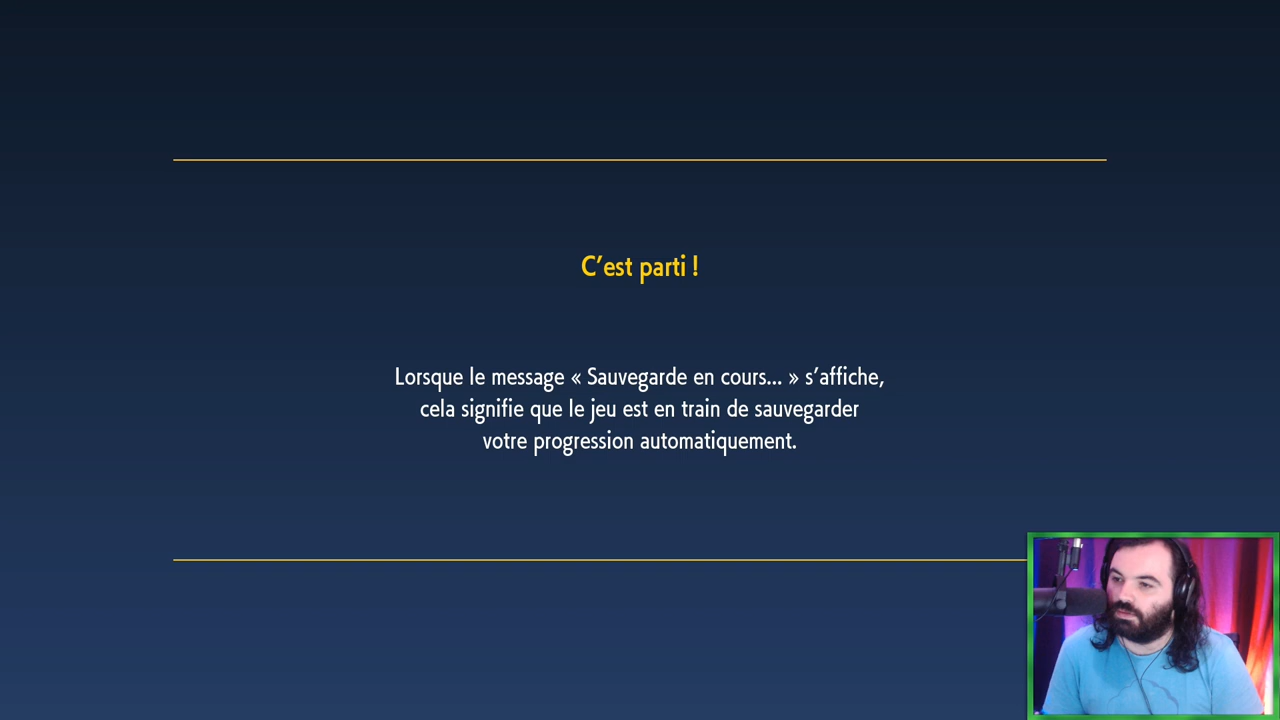 C’est parti !
Lorsque le message « Sauvegarde en cours... » s’affiche,
cela signifie que le jeu est en train de sauvegarder
votre progression automatiquement.